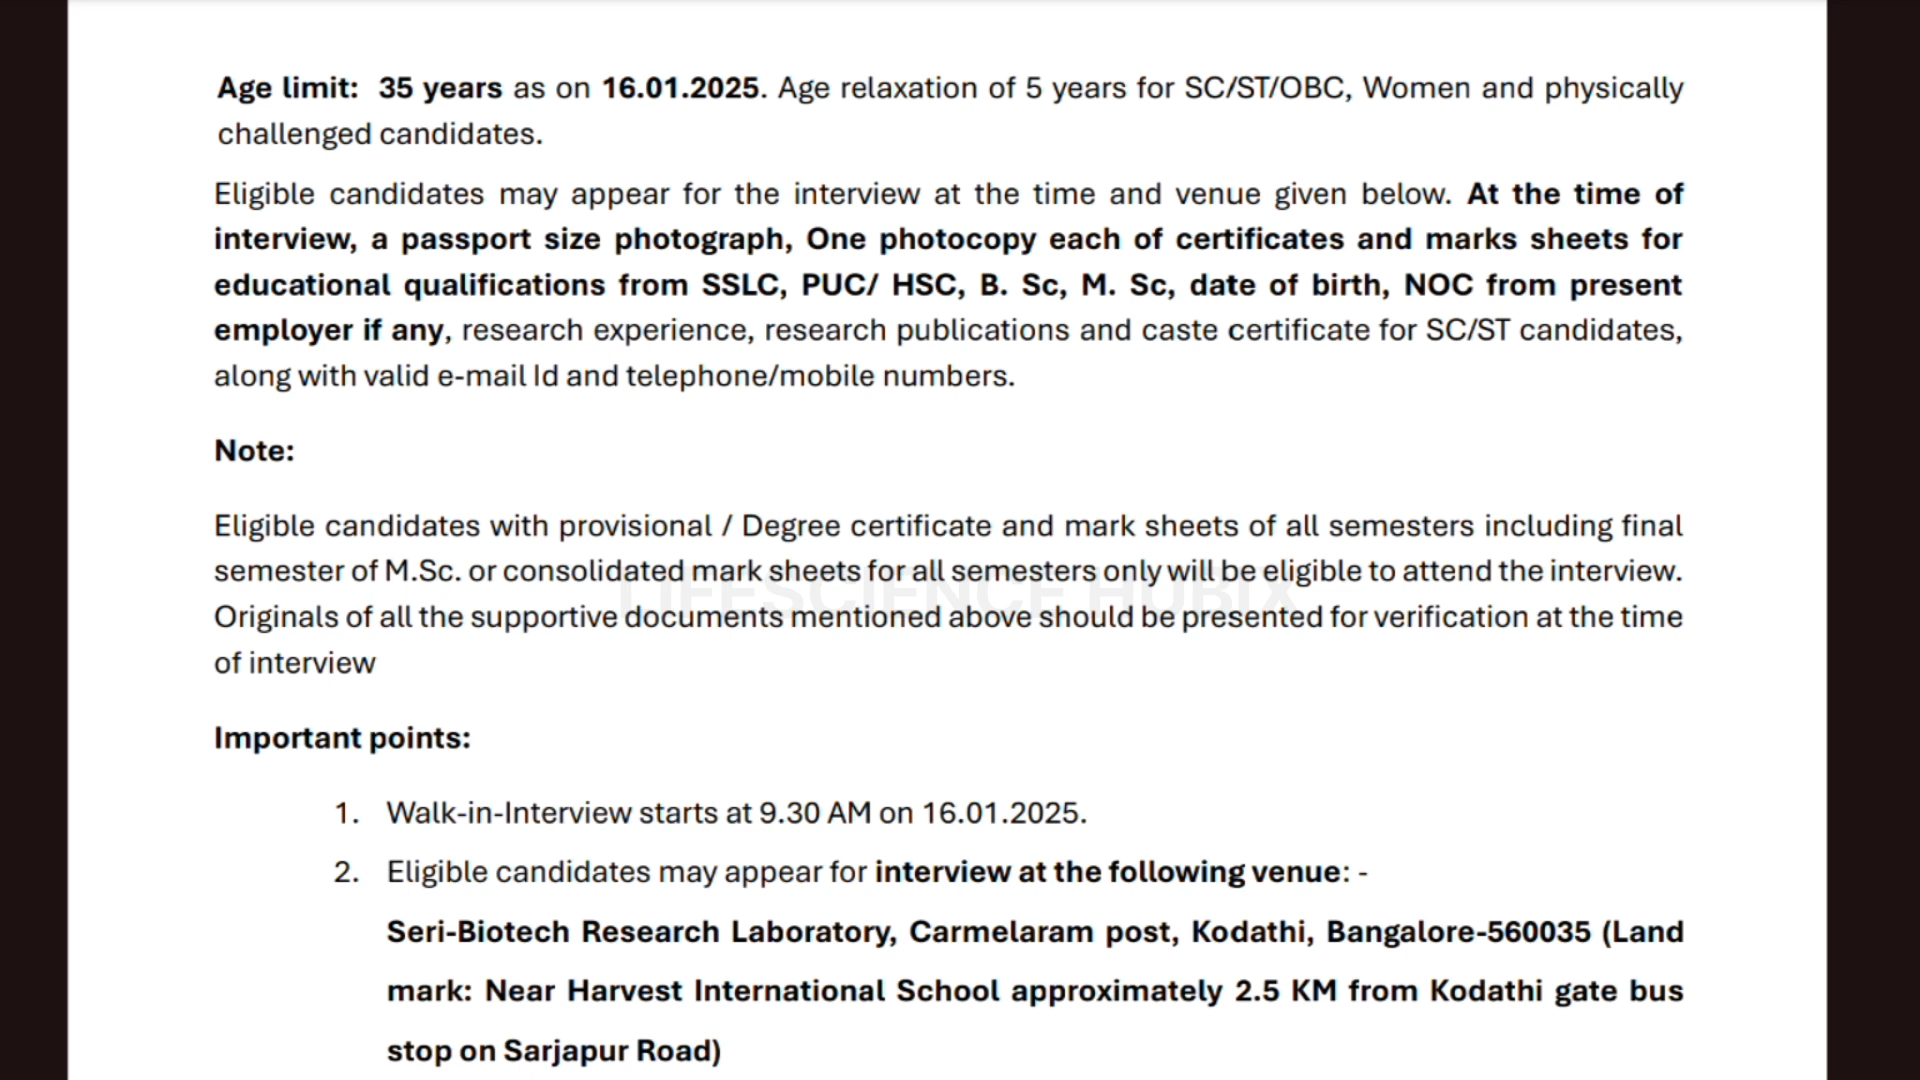 Age limit: 35 years as on 16.01.2025. Age relaxation of 5 years for SC/ST/OBC, Women and physically
challenged candidates.
Eligible candidates may appear for the interview at the time and venue given below. At the time of
interview, a passport size photograph, One photocopy each of certificates and marks sheets for
educational qualifications from SSLC, PUC/ HSC, B. Sc, M. Sc, date of birth, NOC from present
employer if any, research experience, research publications and caste certificate for SC/ST candidates,
along with valid e-mail Id and telephone/mobile numbers.
Note:
Eligible candidates with provisional / Degree certificate and mark sheets of all semesters including final
semester of M.Sc. or consolidated mark sheets for all semesters only will be eligible to attend the interview.
LIFESCIENCE HUBIX
Originals of all the supportive documents mentioned above should be presented for verification at the time
of interview
Important points:
1. Walk-in-Interview starts at 9.30 AM on 16.01.2025.
2. Eligible candidates may appear for interview at the following venue: -
Seri-Biotech Research Laboratory, Carmelaram post, Kodathi, Bangalore-560035 (Land
mark: Near Harvest International School approximately 2.5 KM from Kodathi gate bus
stop on Sarjapur Road)